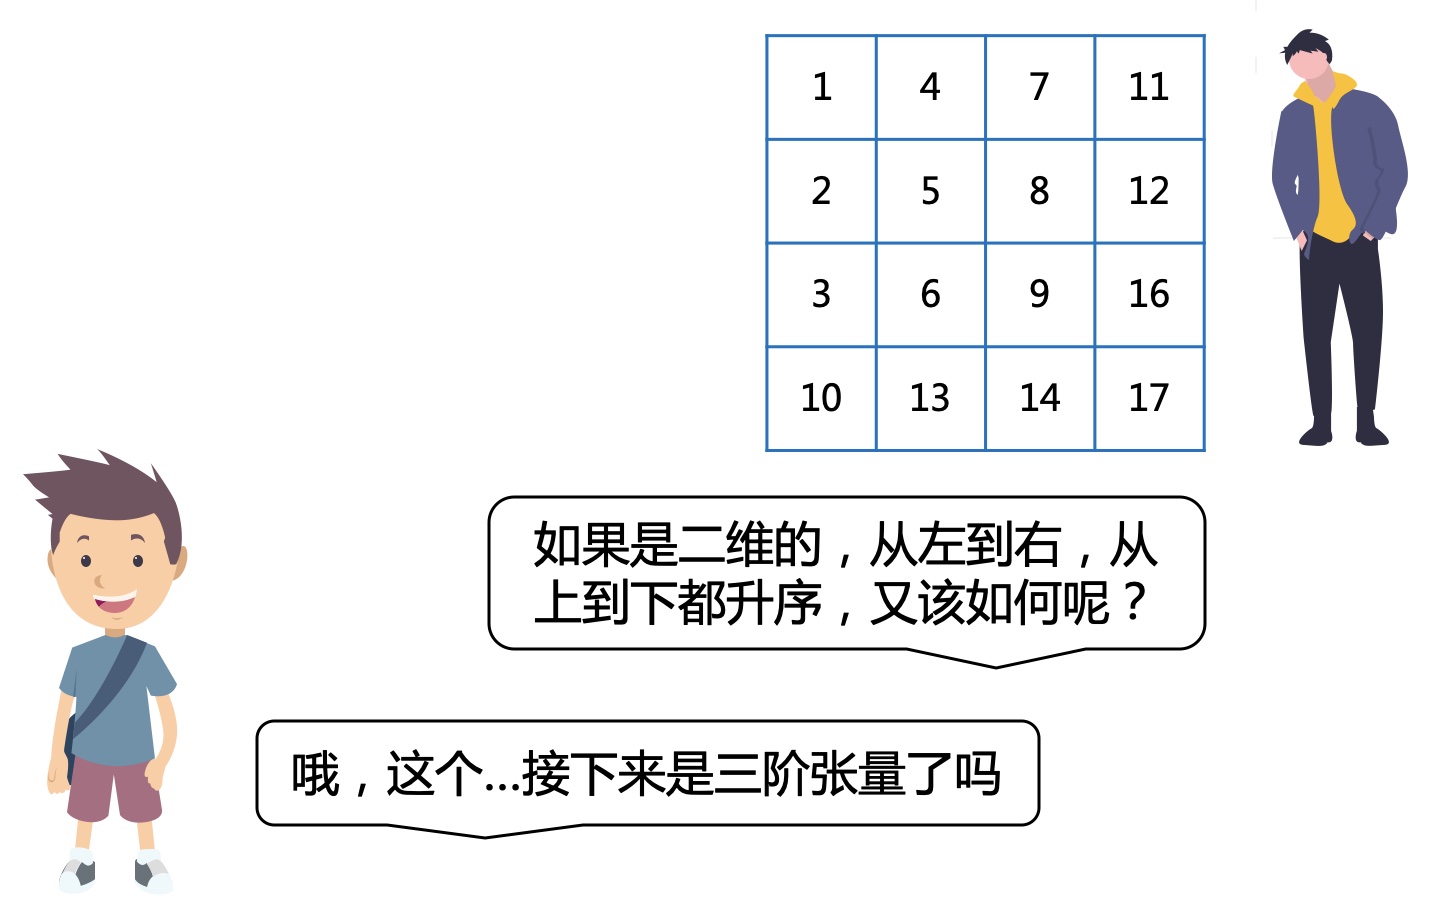 1 4 7 11
2 5 8 12
3 6 9 16
10 13 14 17
如果是二维的，从左到右，从
上到下都升序，又该如何呢？
哦，这个...接下来是三阶张量了吗